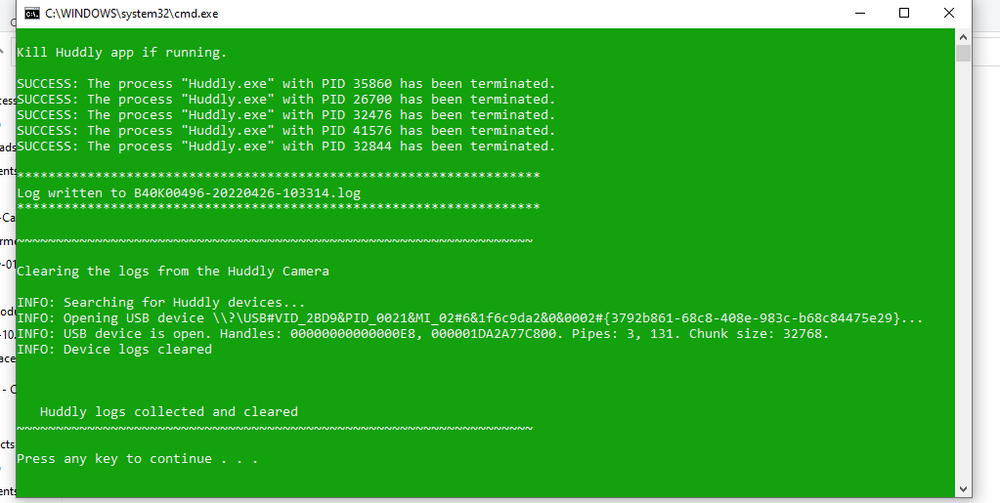 C:\WINDOWS\system32\cmd.exe
Kill Huddly app if running.
SUCCESS: The process "Huddly.exe" with PID 35860 has been terminated.
SUCCESS: The process "Huddly.exe" with PID 26700 has been terminated.
SUCCESS: The process "Huddly.exe" with PID 32476 has been terminated.
SUCCESS: The process "Huddly.exe" with PID 41576 has been terminated.
SUCCESS: The process "Huddly.exe" with PID 32844 has been terminated.
*******************************************************************
Log written to B40K00496-20220426-103314.log
*******************************************************************
~~~~~~~~~~~~~~~~~~~~~~~~~~~~~~~~~~~~~~~~~~~~~~~~~~~~~~~~~~~~~~~~~~
Clearing the logs from the Huddly Camera
INFO: Searching for Huddly devices...
INFO: Opening USB device \\?\USB#VID_2BD9&PID_0021&MI_02#6&1f6c9da2&0&0002#{3792b861-68c8-408e-983c-b68c84475e29}...
INFO: USB device is open. Handles: 00000000000000E8, 000001DA2A77C800. Pipes: 3, 131. Chunk size: 32768.
INFO: Device logs cleared
Huddly logs collected and cleared
~~~~~~~~~~~~~~~~~~~~~~~~~~~~~~~~~~~~~~~~~~~~~~~~~~~~~~~~~~~~~~~~~~
Press any key to continue . . .